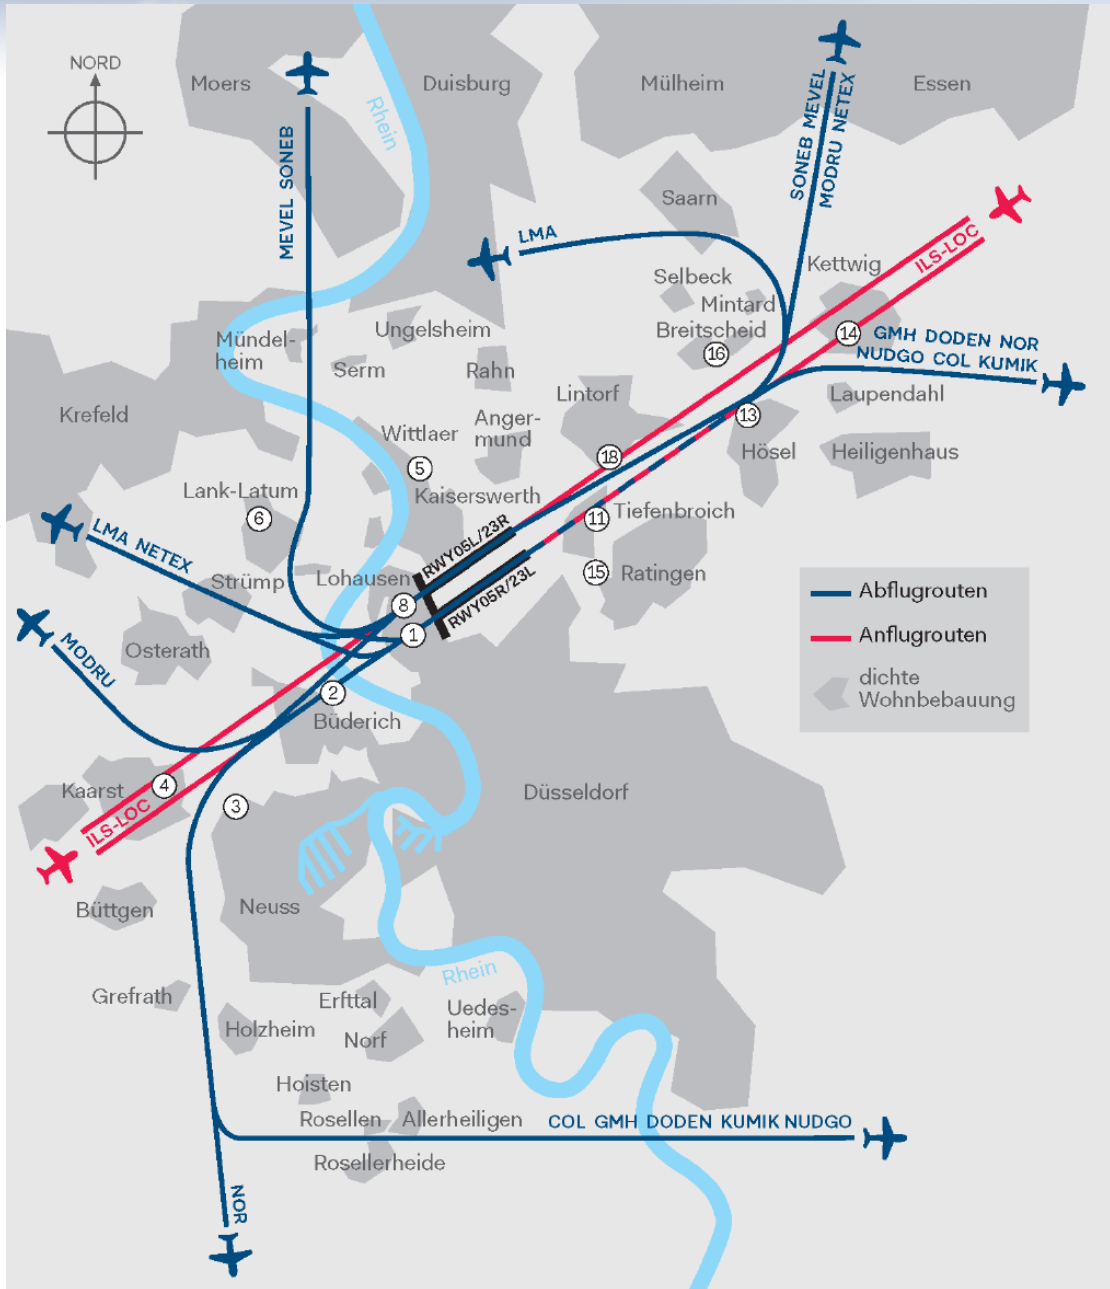 NORD
Moers
Duisburg
Mülheim
Essen
Rhein
MEVEL SONEB
SONEB MEVEL
MODRU NETEX
Saarn
LMA
ILS-LOC
Kettwig
Selbeck
Mintard
Breitscheid
Ungelsheim
Mündel-
heim
14
GMH DODEN NOR
NUDGO COL KUMIK
16
Serm
Rahn
Lintorf
Laupendahl
Krefeld
Anger-
mund
13
Wittlaer
Hösel
Heiligenhaus
18
5
Kaiserswerth
Lank-Latum
6
11
Tiefenbroich
LMA NETEX
RWY05L/23R
Strümp
Lohausen
RWY05R/23L
15
Ratingen
8
1
Abflugrouten
Anflugrouten
dichte
Wohnbebauung
MODRU
Osterath
2
Büderich
Kaarst
4
3
ILS-LOC
Düsseldorf
Büttgen
Neuss
Rhein
Grefrath
Erfttal
Uedes-
heim
Holzheim
Norf
Hoisten
Rosellen
Allerheiligen
COL GMH DODEN KUMIK NUDGO
Rosellerheide
NOR